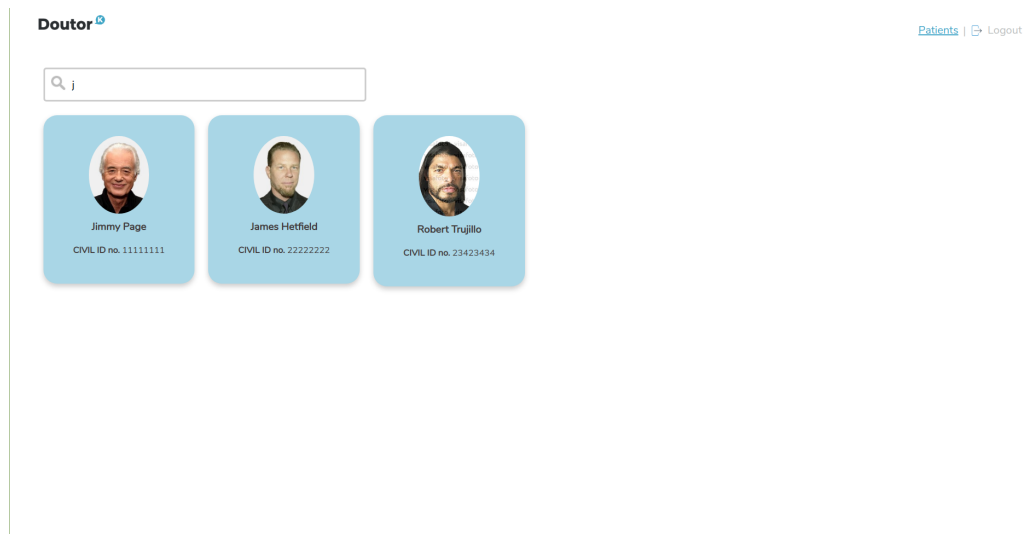 Doutor
Patients | Logout
j
Jimmy Page
CIVIL ID no. 11111111
James Hetfield
CIVIL ID no. 22222222
Robert Trujillo
CIVIL ID no. 23423434